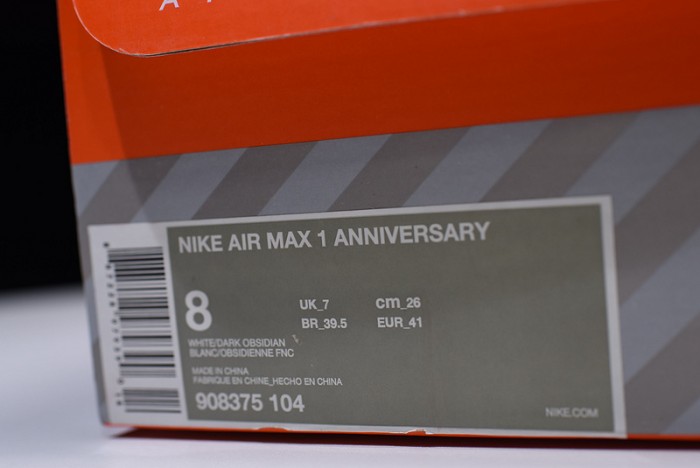 NIKE AIR MAX 1 ANNIVERSARY
8
UK_7 cm_26
BR_39.5 EUR_41
WHITE/DARK OBSIDIAN
BLANC/OBSIDIENNE FNC
MADE IN CHINA
FABRIQUE EN CHINE_HECHO EN CHINA
908375 104
NIKE.COM